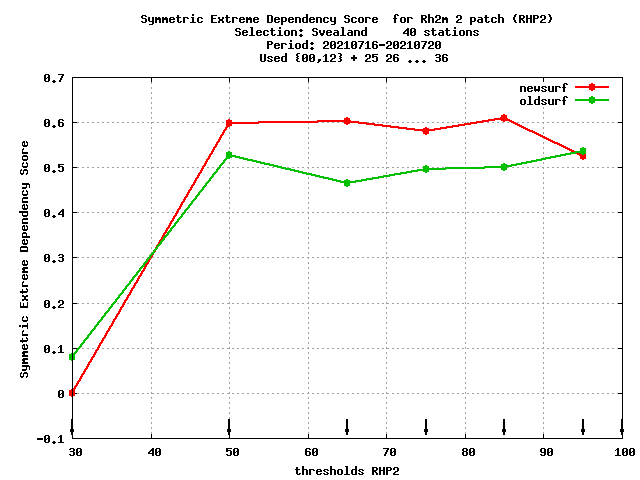 Symmetric Extreme Dependency Score  for Rh2m 2 patch (RHP2)
Selection: Svealand     40 stations
Period: 20210716-20210720
Used {00,12} + 25 26 ... 36
newsurf
oldsurf
0.7
0.6
0.5
0.4
0.3
0.2
0.1
0
-0.1
Symmetric Extreme Dependency Score
30 40 50 60 70 80 90 100
thresholds RHP2